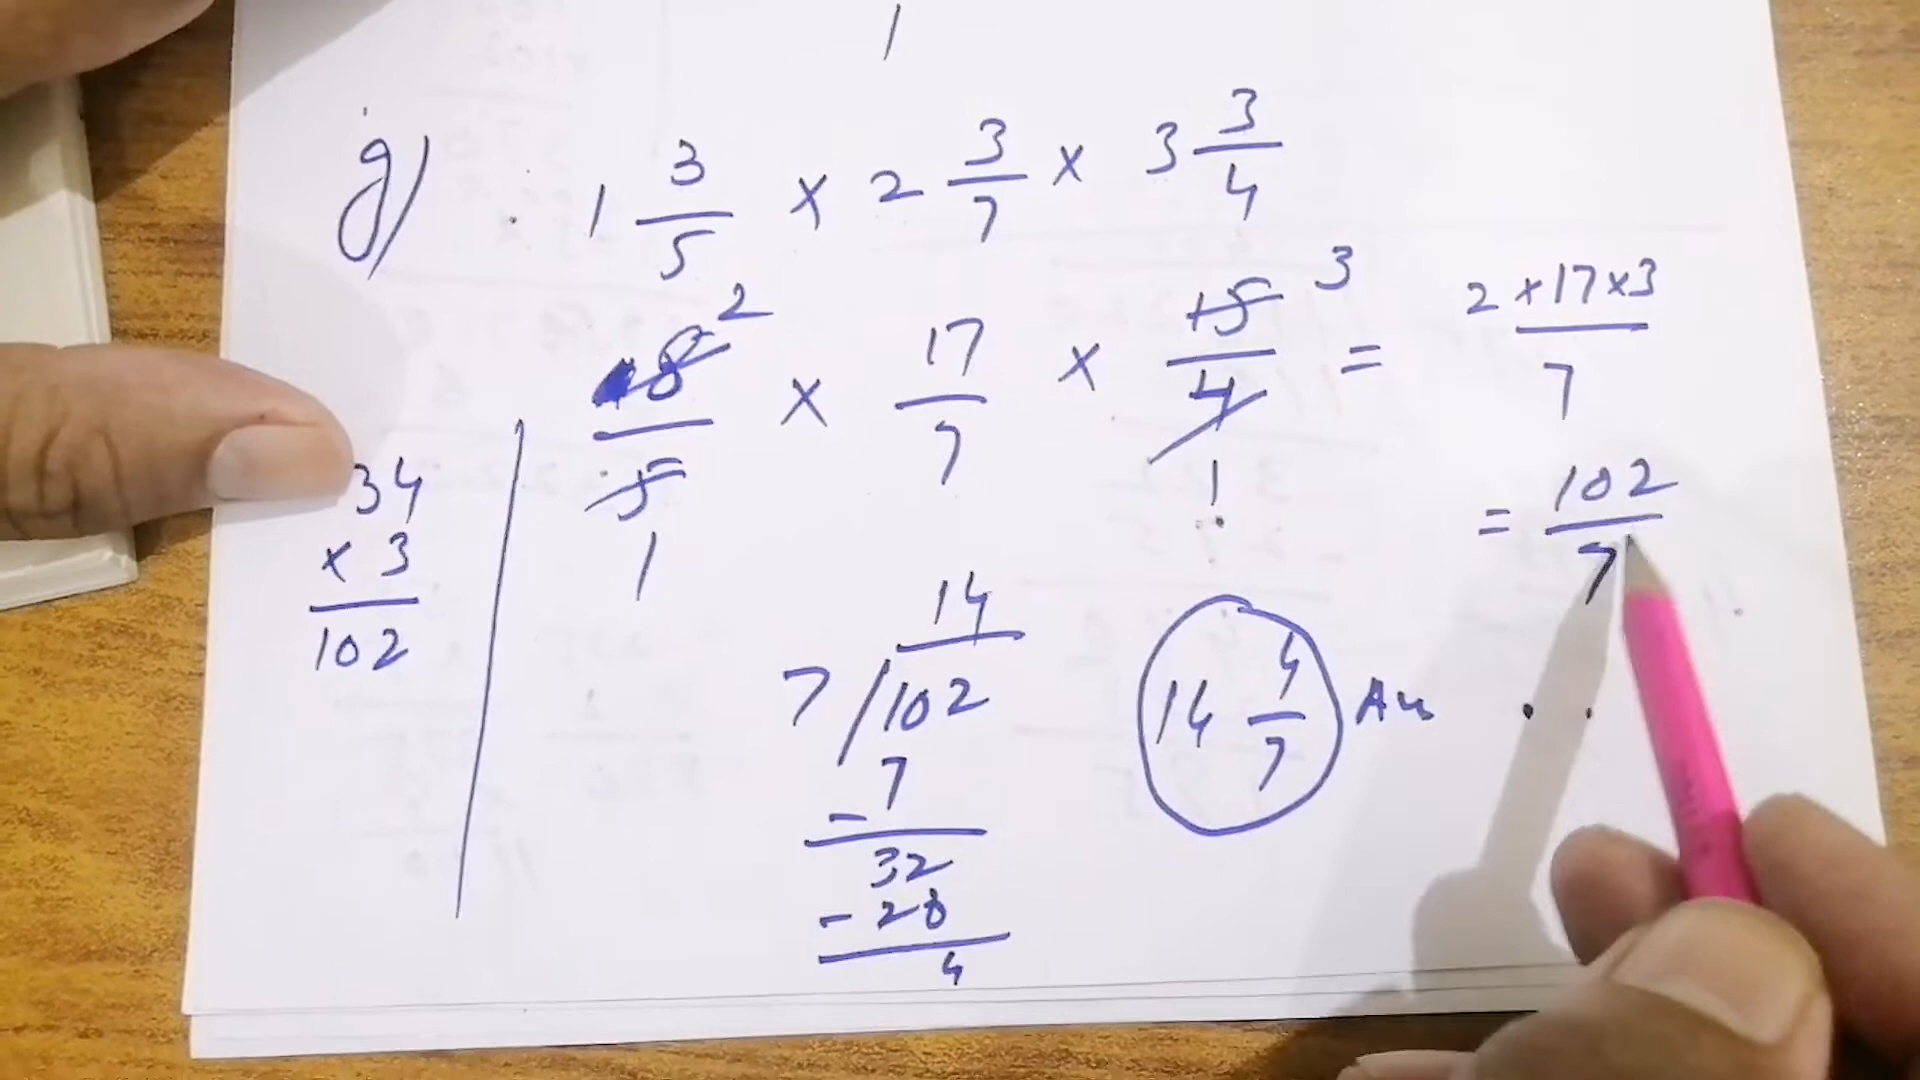 1
g) 1 3/5 × 2 3/7 × 3 3/4
8/5 2 1 × 17/7 × 15/4 3 1 = 2 × 17 × 3 / 7
= 102/7
34
× 3
102
14
7 / 102
- 7
32
- 28
4
14 4/7 Ans